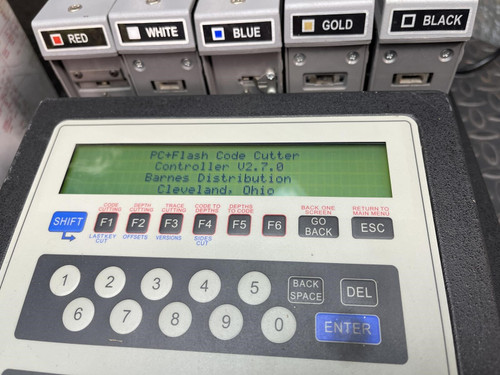 RED
WHITE
BLUE
GOLD
BLACK
PC+Flash Code Cutter
Controller V2.7.0
Barnes Distribution
Cleveland, Ohio
CODE CUTTING
DEPTH CUTTING
TRACE CUTTING
CODE TO DEPTHS
DEPTHS TO CODE
BACK ONE SCREEN
RETURN TO MAIN MENU
SHIFT
F1
F2
F3
F4
F5
F6
GO BACK
ESC
LAST KEY CUT
OFFSETS
VERSIONS
SIDES CUT
1
2
3
4
5
BACK SPACE
DEL
6
7
8
9
0
ENTER